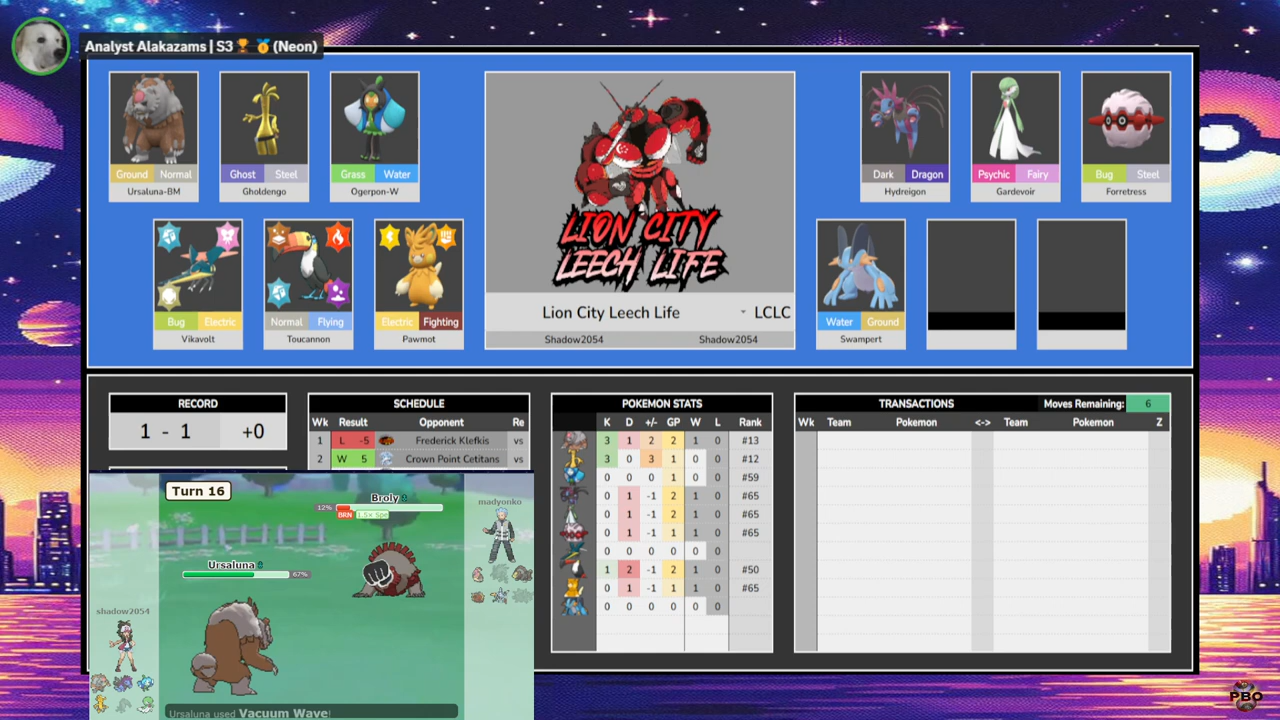 Analyst Alakazams | S3 🏆 🥇 (Neon)
Ground Normal
Ursaluna-BM
Ghost Steel
Gholdengo
Grass Water
Ogerpon-W
Dark Dragon
Hydreigon
Psychic Fairy
Gardevoir
Bug Steel
Forretress
LION CITY
LEECH LIFE
Bug Electric
Vikavolt
Normal Flying
Toucannon
Electric Fighting
Pawmot
Lion City Leech Life LCLC
Shadow2054 Shadow2054
Water Ground
Swampert
RECORD
1 - 1 +0
SCHEDULE
Wk Result Opponent Re
1 L -5 Frederick Klefkis vs
2 W 5 Crown Point Cetitans vs
POKEMON STATS
K D +/- GP W L Rank
3 1 2 2 1 0 #13
3 0 3 1 0 0 #12
0 0 0 1 0 0 #59
0 1 -1 2 1 0 #65
0 1 -1 2 1 0 #65
0 1 -1 1 1 0 #65
0 0 0 0 0 0
1 2 -1 2 1 0 #50
0 1 -1 1 1 0 #65
0 0 0 0 0 0
TRANSACTIONS Moves Remaining: 6
Wk Team Pokemon <-> Team Pokemon Z
Turn 16
Broly
12%
BRN 1.5× Spe
madyonko
Ursaluna
67%
shadow2054
Ursaluna used Vacuum Wave!
PBO